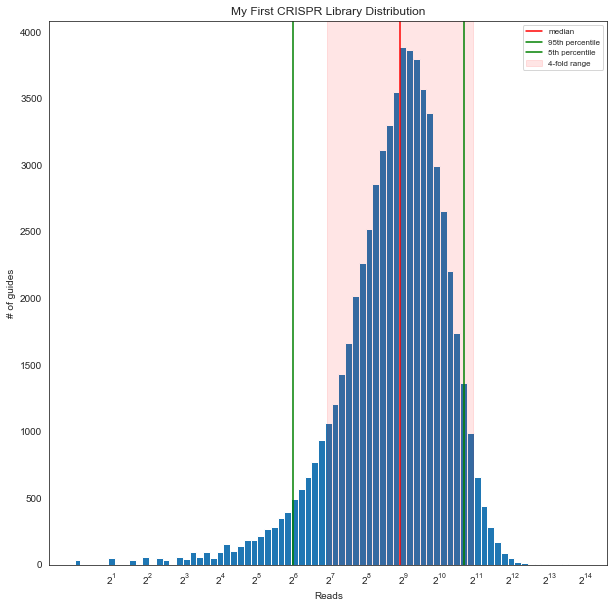 My First CRISPR Library Distribution
median
95th percentile
5th percentile
4-fold range
4000
3500
3000
2500
2000
1500
1000
500
0
# of guides
2^1 2^2 2^3 2^4 2^5 2^6 2^7 2^8 2^9 2^10 2^11 2^12 2^13 2^14
Reads